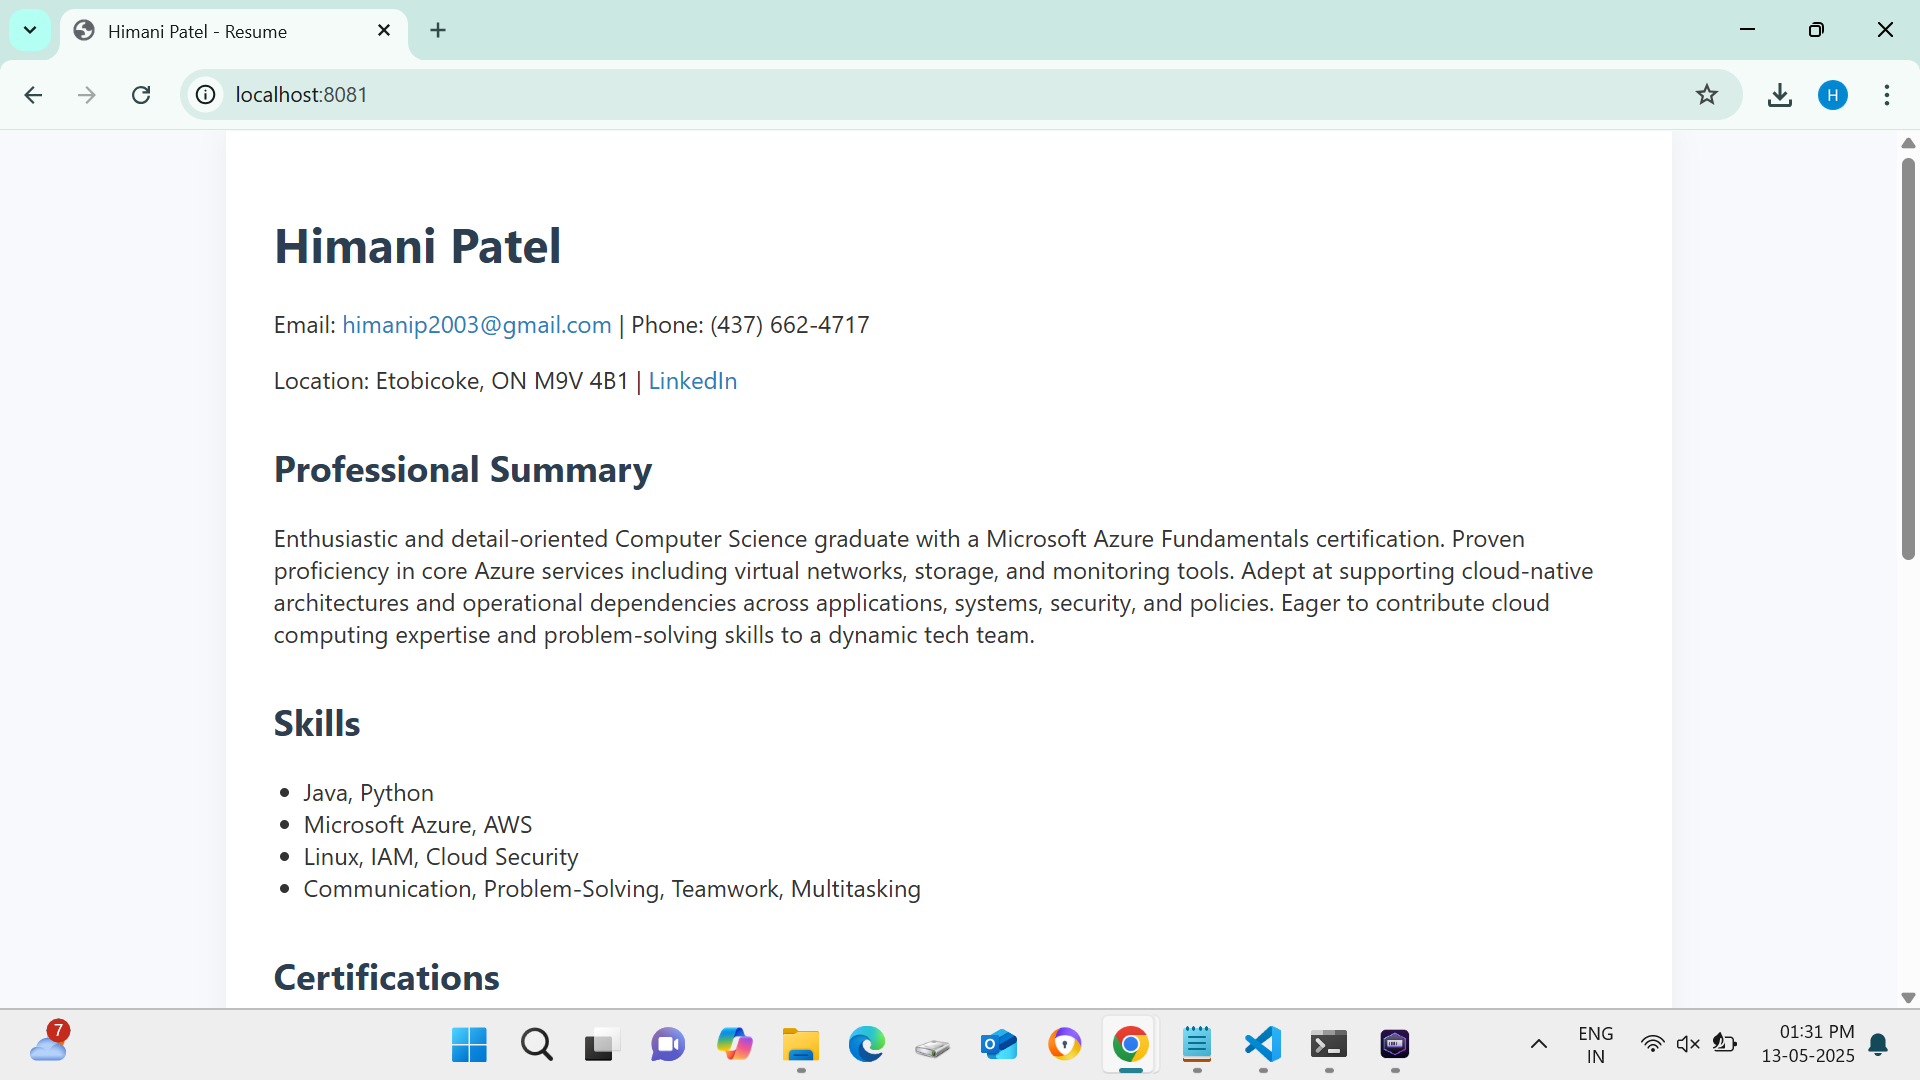 Himani Patel - Resume
localhost:8081
H
Himani Patel
Email: himanip2003@gmail.com | Phone: (437) 662-4717
Location: Etobicoke, ON M9V 4B1 | LinkedIn
Professional Summary
Enthusiastic and detail-oriented Computer Science graduate with a Microsoft Azure Fundamentals certification. Proven
proficiency in core Azure services including virtual networks, storage, and monitoring tools. Adept at supporting cloud-native
architectures and operational dependencies across applications, systems, security, and policies. Eager to contribute cloud
computing expertise and problem-solving skills to a dynamic tech team.
Skills
• Java, Python
• Microsoft Azure, AWS
• Linux, IAM, Cloud Security
• Communication, Problem-Solving, Teamwork, Multitasking
Certifications
7
ENG
IN
01:31 PM
13-05-2025